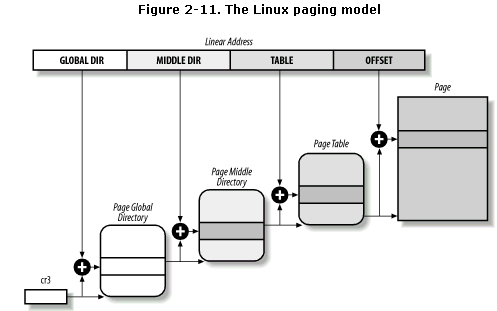 Figure 2-11. The Linux paging model
Linear Address
GLOBAL DIR
MIDDLE DIR
TABLE
OFFSET
Page
Page Table
Page Middle
Directory
Page Global
Directory
cr3